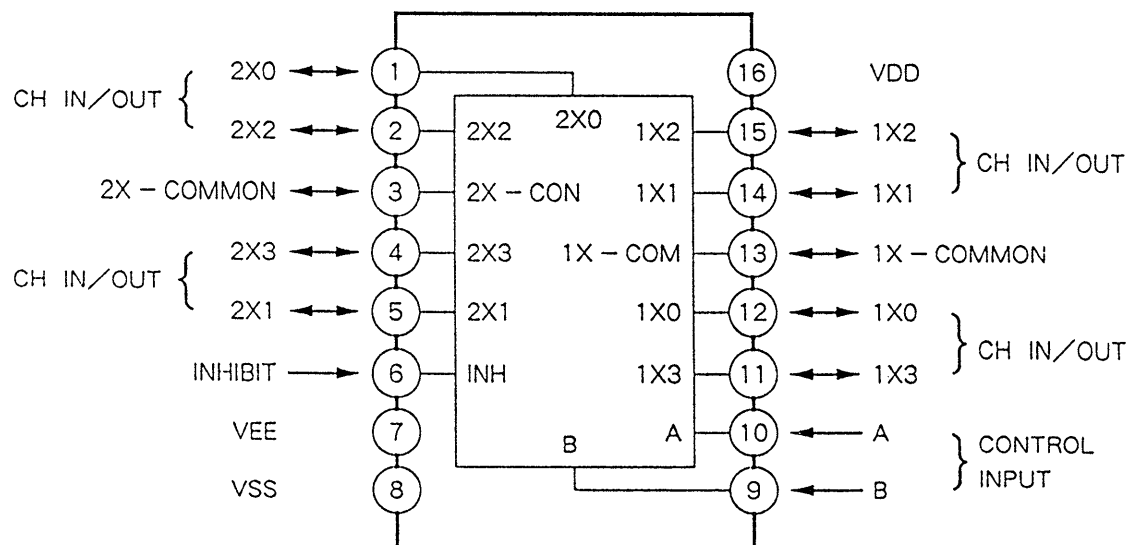 2X0 1 16 VDD
CH IN/OUT
2X0
2X2 2 2X2 1X2 15 1X2
CH IN/OUT
2X-COMMON 3 2X-CON 1X1 14 1X1
2X3 4 2X3 1X-COM 13 1X-COMMON
CH IN/OUT
2X1 5 2X1 1X0 12 1X0
CH IN/OUT
INHIBIT 6 INH 1X3 11 1X3
VEE 7 B A 10 A
CONTROL
INPUT
VSS 8 9 B